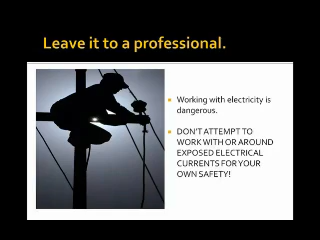 Leave it to a professional.
Working with electricity is
dangerous.
DON'T ATTEMPT TO
WORK WITH OR AROUND
EXPOSED ELECTRICAL
CURRENTS FOR YOUR
OWN SAFETY!